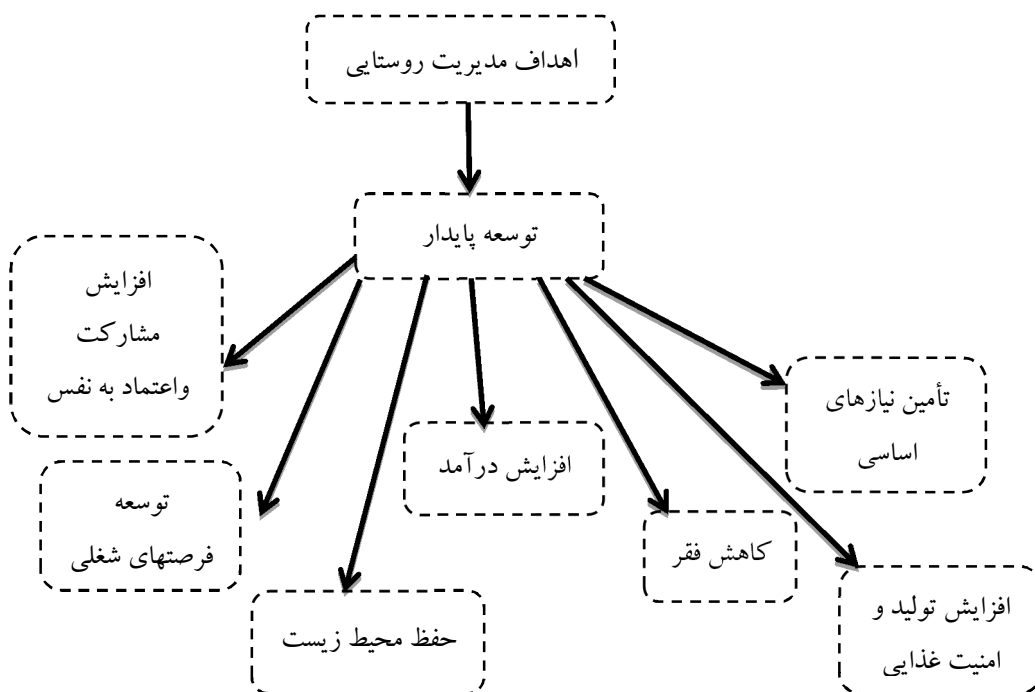 اهداف مدیریت روستایی
توسعه پایدار
تأمین نیازهای
اساسی
افزایش تولید و
امنیت غذایی
کاهش فقر
افزایش درآمد
حفظ محیط زیست
توسعه
فرصتهای شغلی
افزایش
مشارکت
واعتماد به نفس